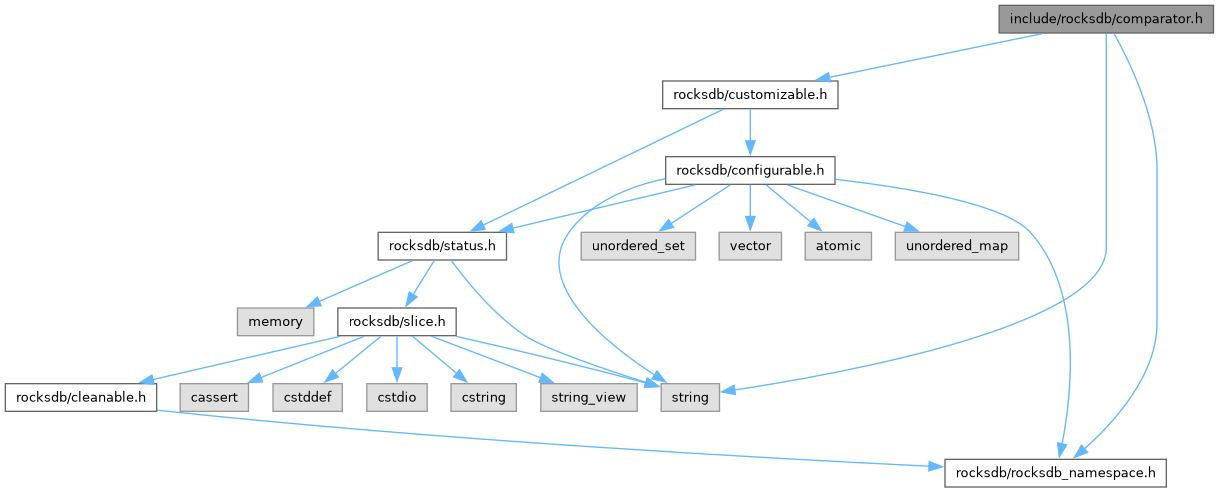 include/rocksdb/comparator.h
rocksdb/customizable.h
rocksdb/configurable.h
rocksdb/status.h
unordered_set
vector
atomic
unordered_map
memory
rocksdb/slice.h
rocksdb/cleanable.h
cassert
cstddef
cstdio
cstring
string_view
string
rocksdb/rocksdb_namespace.h